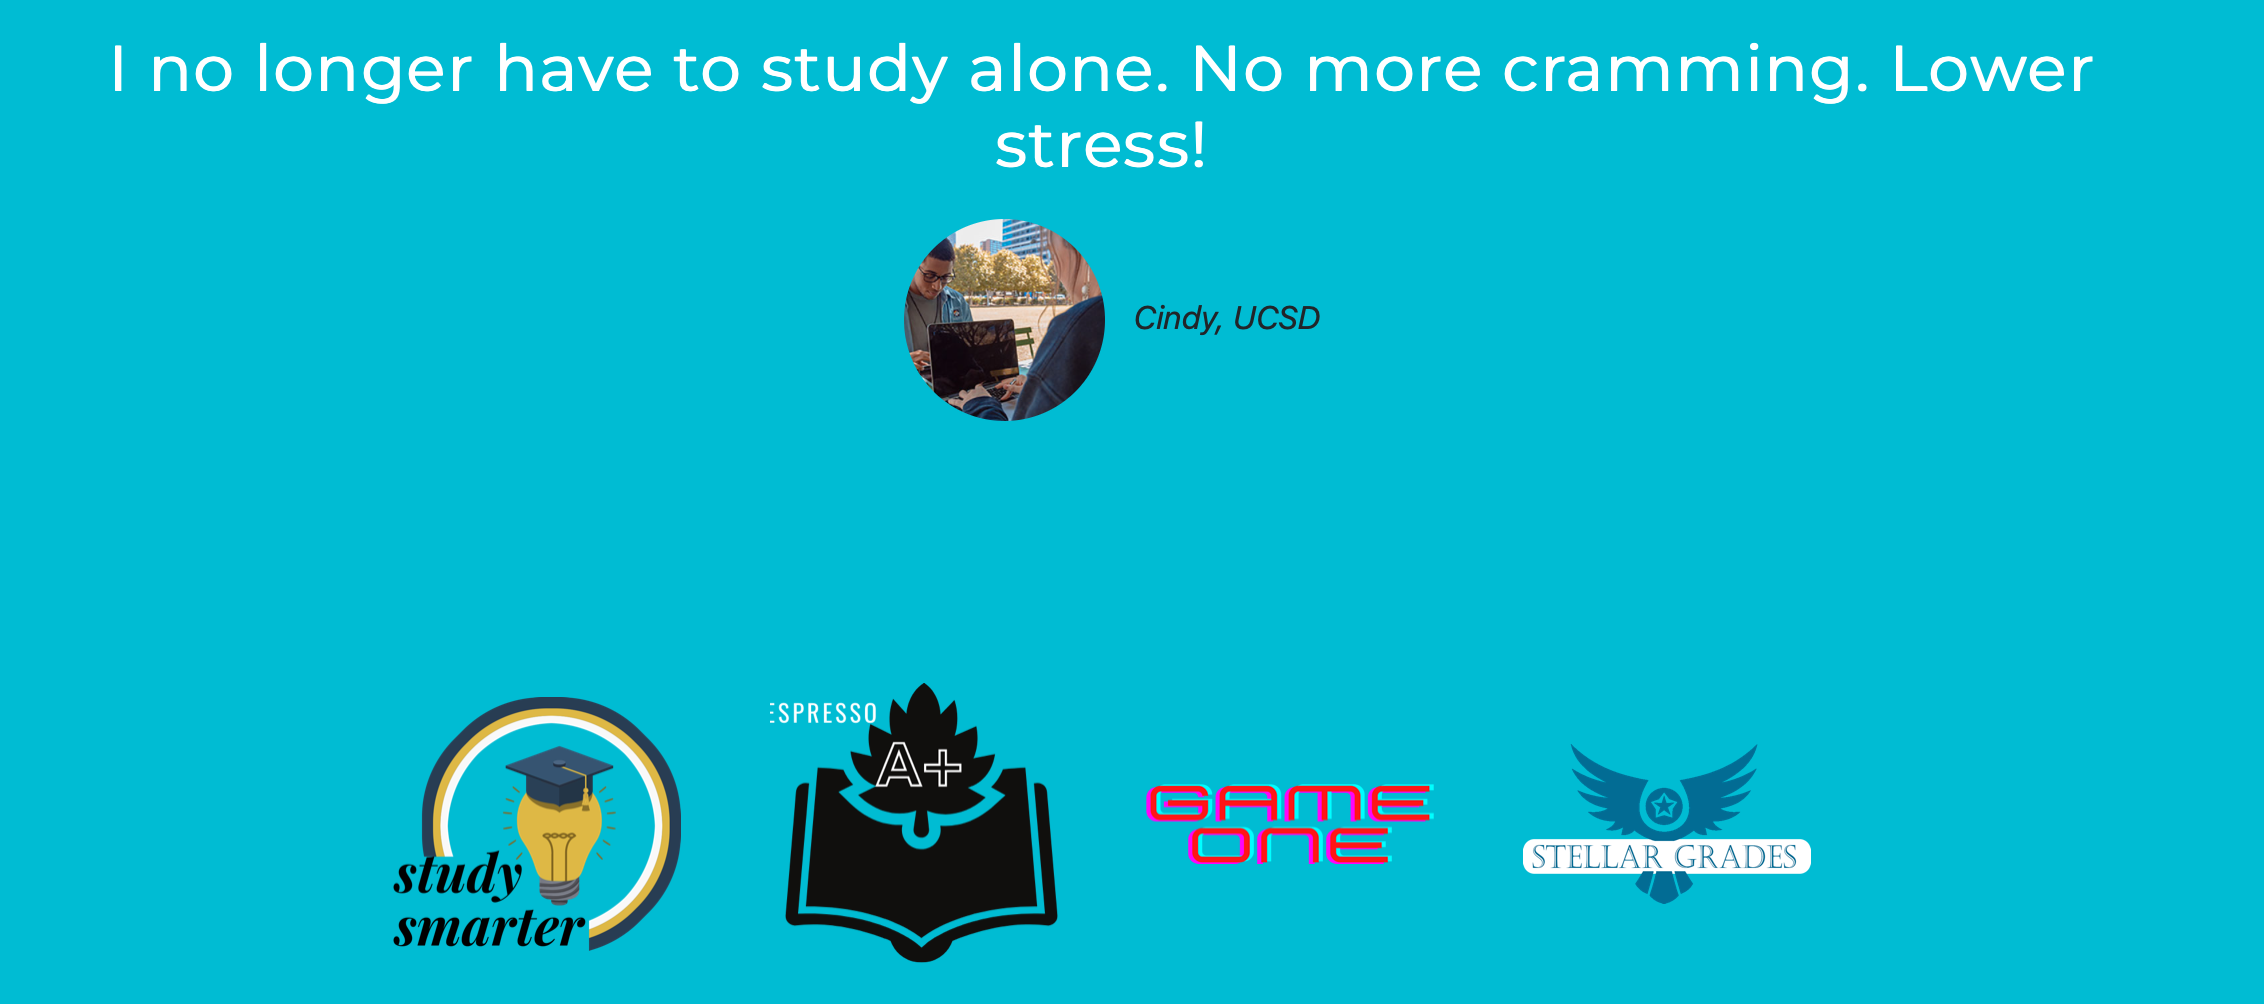 I no longer have to study alone. No more cramming. Lower
stress!
Cindy, UCSD
study
smarter
ESPRESSO
A+
GAME
ONE
STELLAR GRADES